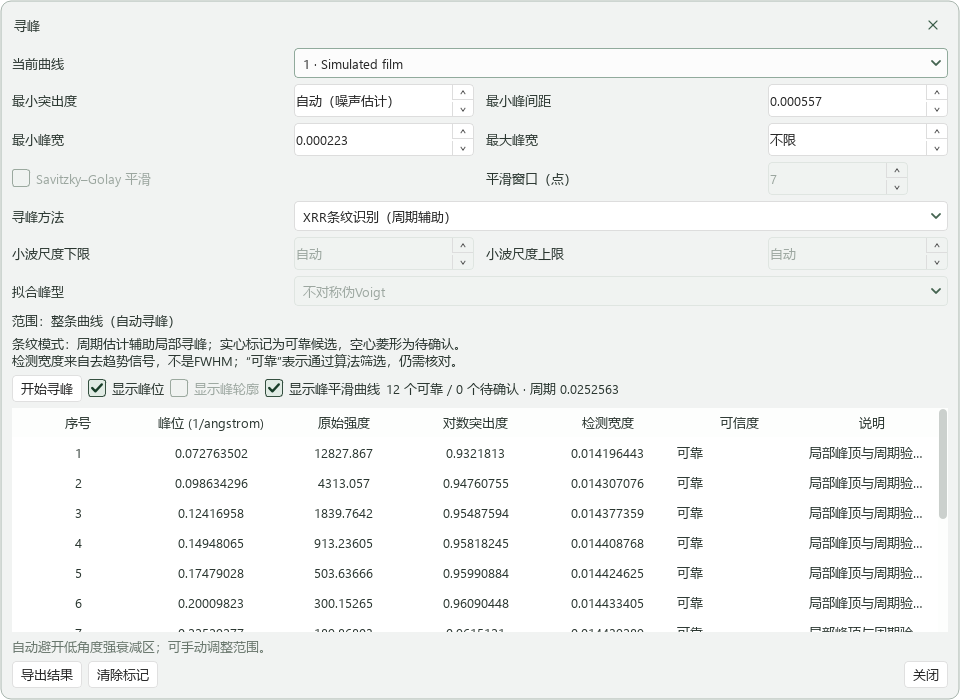 寻峰
当前曲线 1 · Simulated film
最小突出度 自动（噪声估计） 最小峰间距 0.000557
最小峰宽 0.000223 最大峰宽 不限
Savitzky–Golay 平滑 平滑窗口（点） 7
寻峰方法 XRR条纹识别（周期辅助）
小波尺度下限 自动 小波尺度上限 自动
拟合峰型 不对称伪Voigt
范围：整条曲线（自动寻峰）
条纹模式：周期估计辅助局部寻峰；实心标记为可靠候选，空心菱形为待确认。
检测宽度来自去趋势信号，不是FWHM；“可靠”表示通过算法筛选，仍需核对。
开始寻峰 显示峰位 显示峰轮廓 显示峰平滑曲线 12 个可靠 / 0 个待确认 · 周期 0.0252563
序号 峰位 (1/angstrom) 原始强度 对数突出度 检测宽度 可信度 说明
1 0.072763502 12827.867 0.9321813 0.014196443 可靠 局部峰顶与周期验...
2 0.098634296 4313.057 0.94760755 0.014307076 可靠 局部峰顶与周期验...
3 0.12416958 1839.7642 0.95487594 0.014377359 可靠 局部峰顶与周期验...
4 0.14948065 913.23605 0.95818245 0.014408768 可靠 局部峰顶与周期验...
5 0.17479028 503.63666 0.95990884 0.014424625 可靠 局部峰顶与周期验...
6 0.20009823 300.15265 0.96090448 0.014433405 可靠 局部峰顶与周期验...
自动避开低角度强衰减区；可手动调整范围。
导出结果 清除标记 关闭